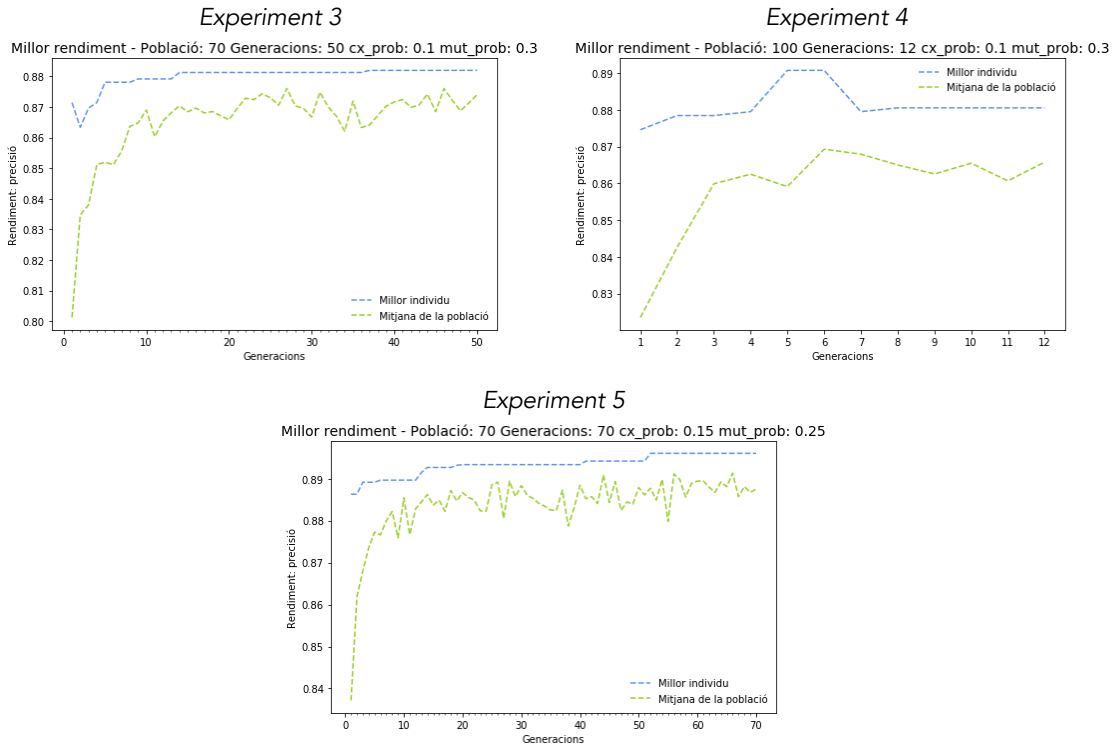 Experiment 3
Millor rendiment - Població: 70 Generacions: 50 cx_prob: 0.1 mut_prob: 0.3
0.88
0.87
0.86
0.85
0.84
0.83
0.82
0.81
0.80
Rendiment: precisió
Millor individu
Mitjana de la població
0 10 20 30 40 50
Generacions
Experiment 4
Millor rendiment - Població: 100 Generacions: 12 cx_prob: 0.1 mut_prob: 0.3
0.89
0.88
0.87
0.86
0.85
0.84
0.83
Rendiment: precisió
Millor individu
Mitjana de la població
1 2 3 4 5 6 7 8 9 10 11 12
Generacions
Experiment 5
Millor rendiment - Població: 70 Generacions: 70 cx_prob: 0.15 mut_prob: 0.25
0.89
0.88
0.87
0.86
0.85
0.84
Rendiment: precisió
Millor individu
Mitjana de la població
0 10 20 30 40 50 60 70
Generacions